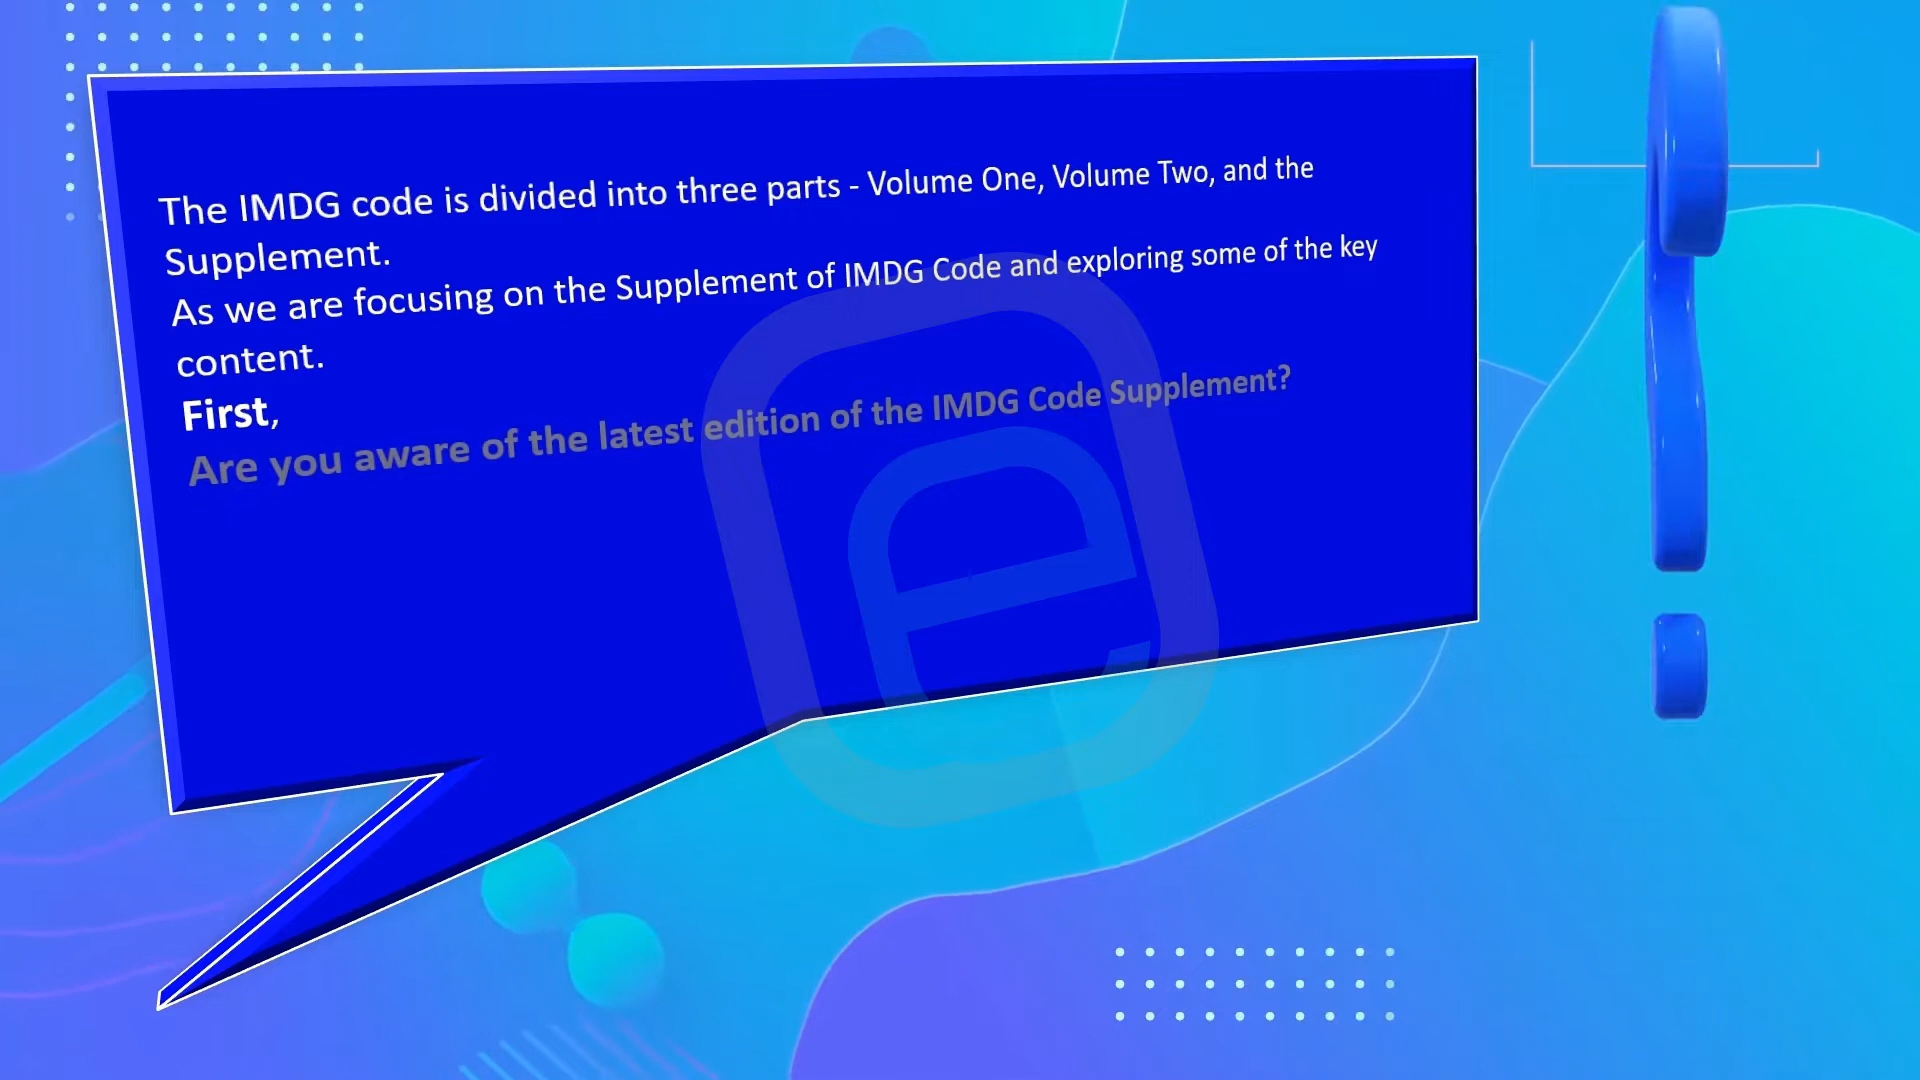 The IMDG code is divided into three parts - Volume One, Volume Two, and the
Supplement.
As we are focusing on the Supplement of IMDG Code and exploring some of the key
content.
First,
Are you aware of the latest edition of the IMDG Code Supplement?